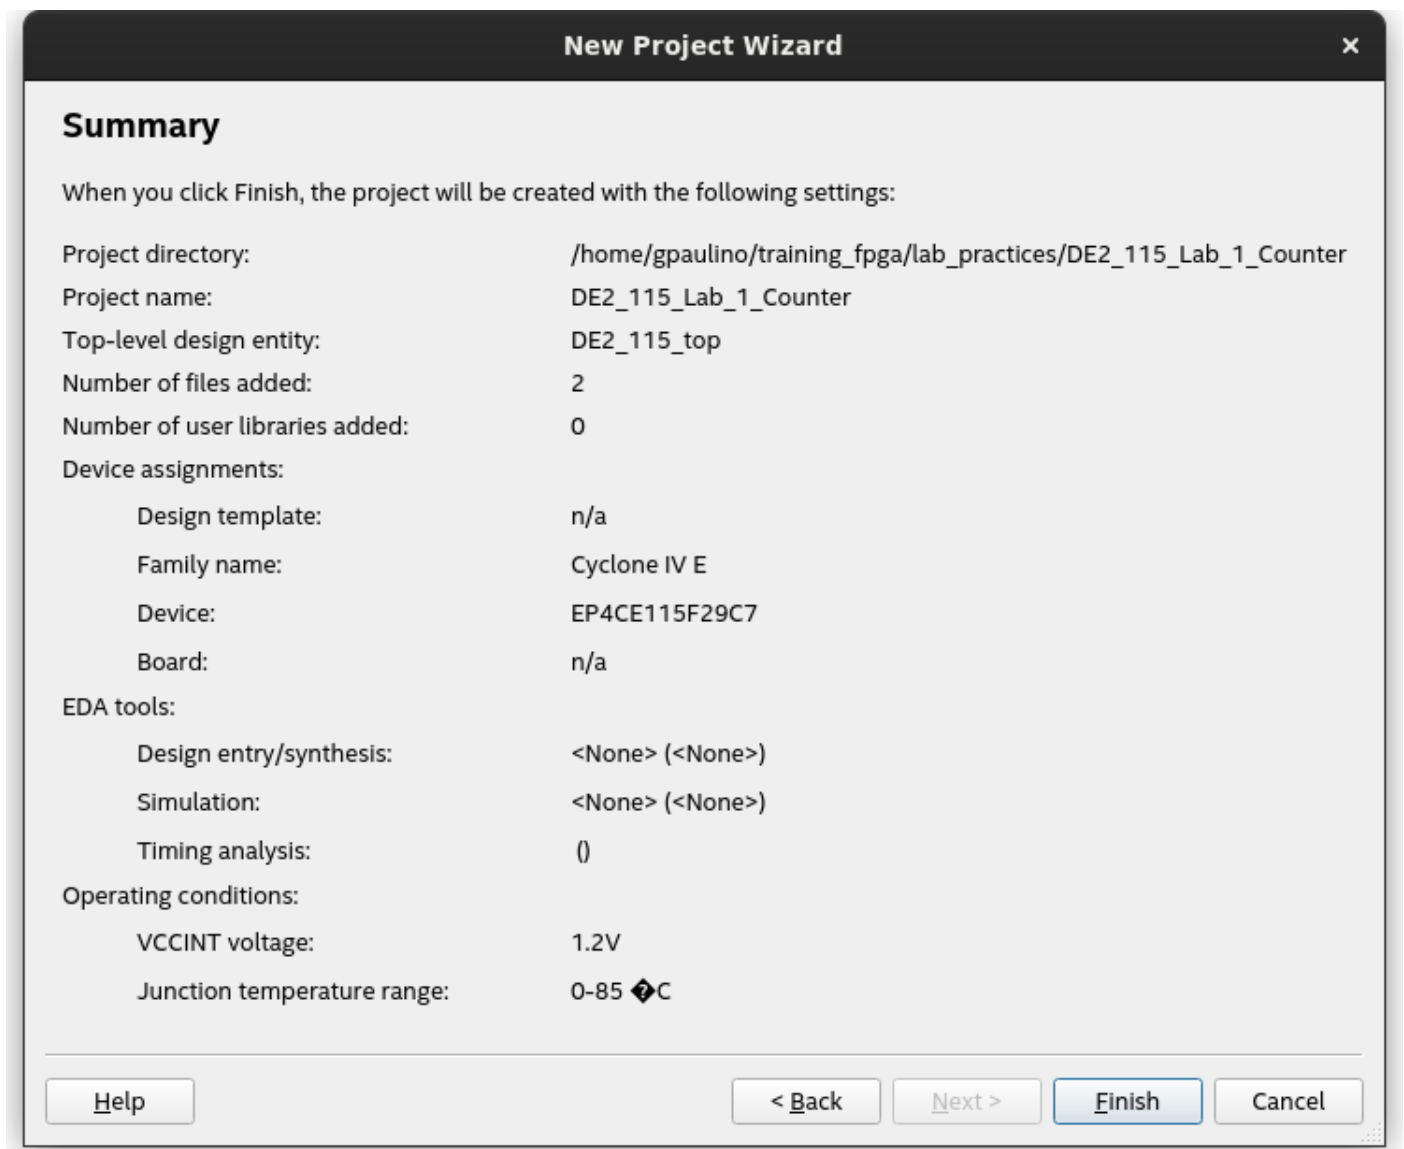 New Project Wizard ×
Summary
When you click Finish, the project will be created with the following settings:
Project directory: /home/gpaulino/training_fpga/lab_practices/DE2_115_Lab_1_Counter
Project name: DE2_115_Lab_1_Counter
Top-level design entity: DE2_115_top
Number of files added: 2
Number of user libraries added: 0
Device assignments:
Design template: n/a
Family name: Cyclone IV E
Device: EP4CE115F29C7
Board: n/a
EDA tools:
Design entry/synthesis: <None> (<None>)
Simulation: <None> (<None>)
Timing analysis: ()
Operating conditions:
VCCINT voltage: 1.2V
Junction temperature range: 0-85 �C
Help < Back Next > Finish Cancel